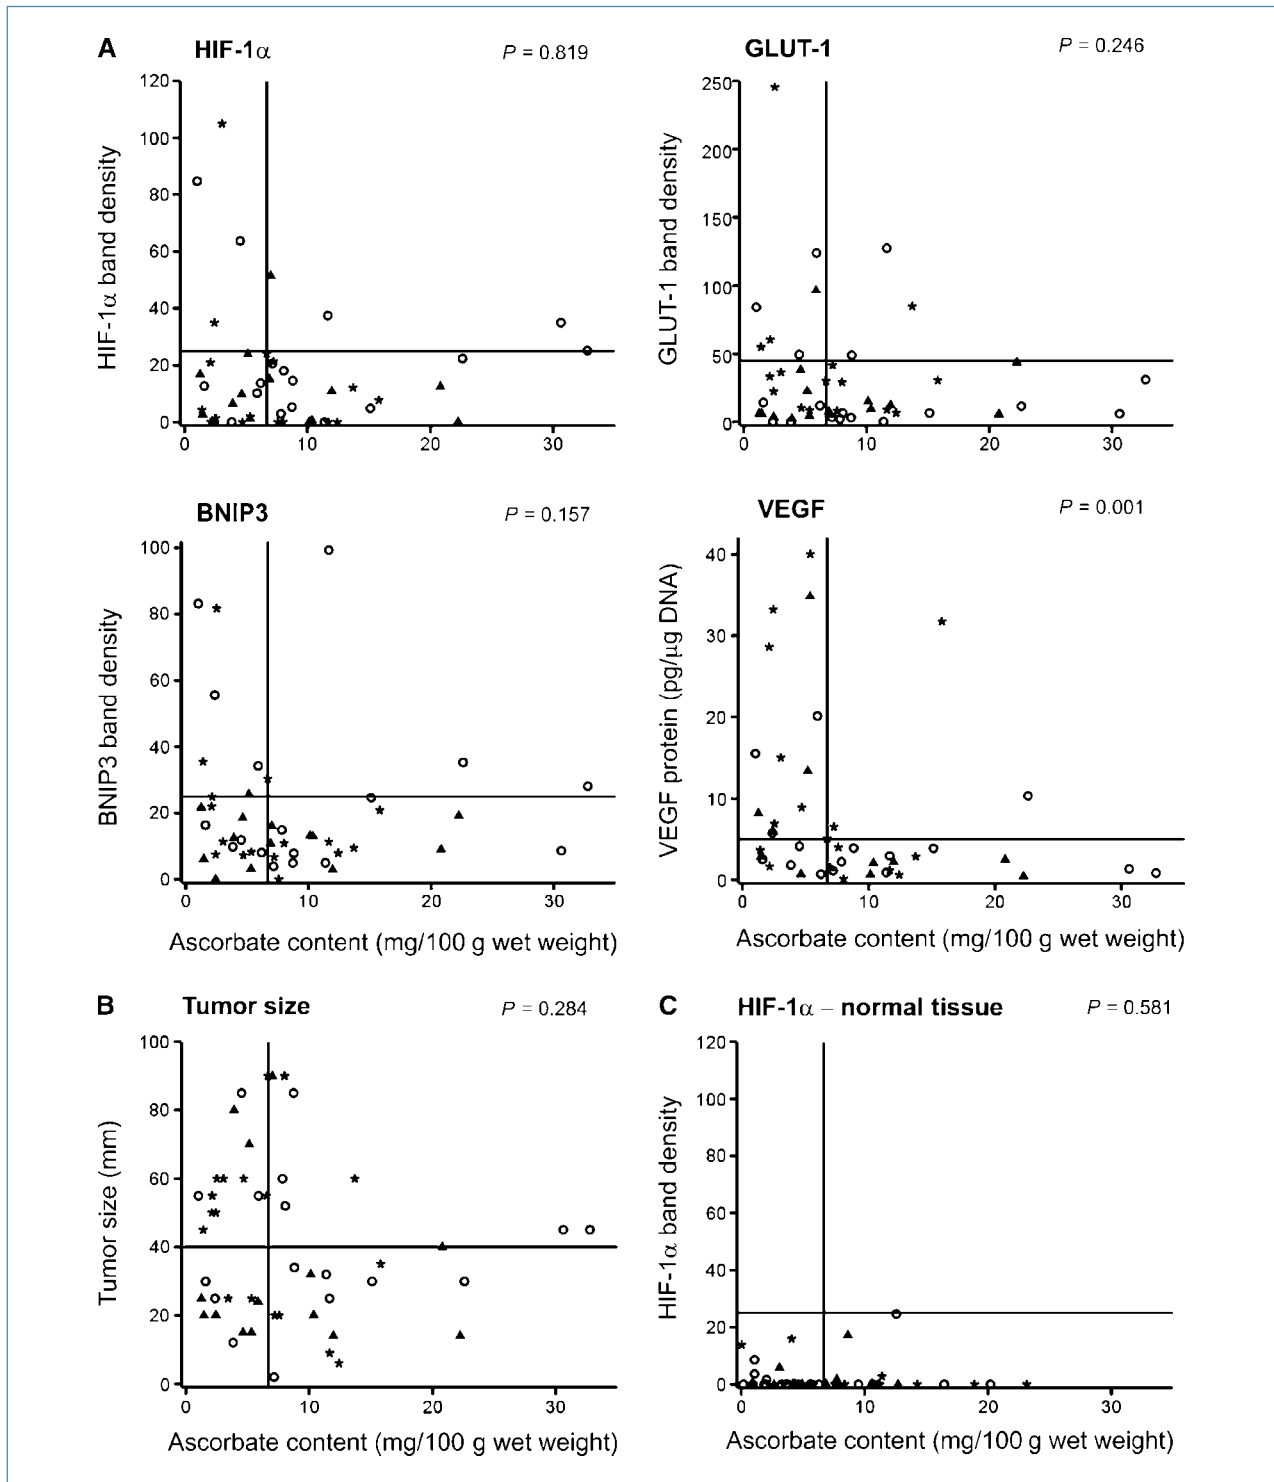 A HIF-1α P = 0.819
HIF-1α band density
120
100
80
60
40
20
0
0 10 20 30
GLUT-1 P = 0.246
GLUT-1 band density
250
200
150
100
50
0
0 10 20 30
BNIP3 P = 0.157
BNIP3 band density
100
80
60
40
20
0
0 10 20 30
Ascorbate content (mg/100 g wet weight)
VEGF P = 0.001
VEGF protein (pg/μg DNA)
40
30
20
10
0
0 10 20 30
Ascorbate content (mg/100 g wet weight)
B Tumor size P = 0.284
Tumor size (mm)
100
80
60
40
20
0
0 10 20 30
Ascorbate content (mg/100 g wet weight)
C HIF-1α – normal tissue P = 0.581
HIF-1α band density
120
100
80
60
40
20
0
0 10 20 30
Ascorbate content (mg/100 g wet weight)